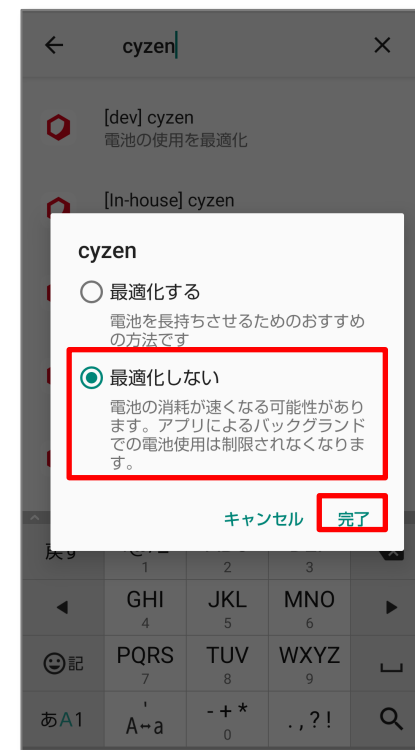 cyzen
[dev] cyzen
電池の使用を最適化
[In-house] cyzen
cyzen
最適化する
電池を長持ちさせるためのおすすめ
の方法です
最適化しない
電池の消耗が速くなる可能性があり
ます。アプリによるバックグランド
での電池使用は制限されなくなりま
す。
キャンセル 完了
戻す
1 2 3
GHI JKL MNO
4 5 6
記 PQRS TUV WXYZ
7 8 9
あA1 A↔a - + * . , ? !
0